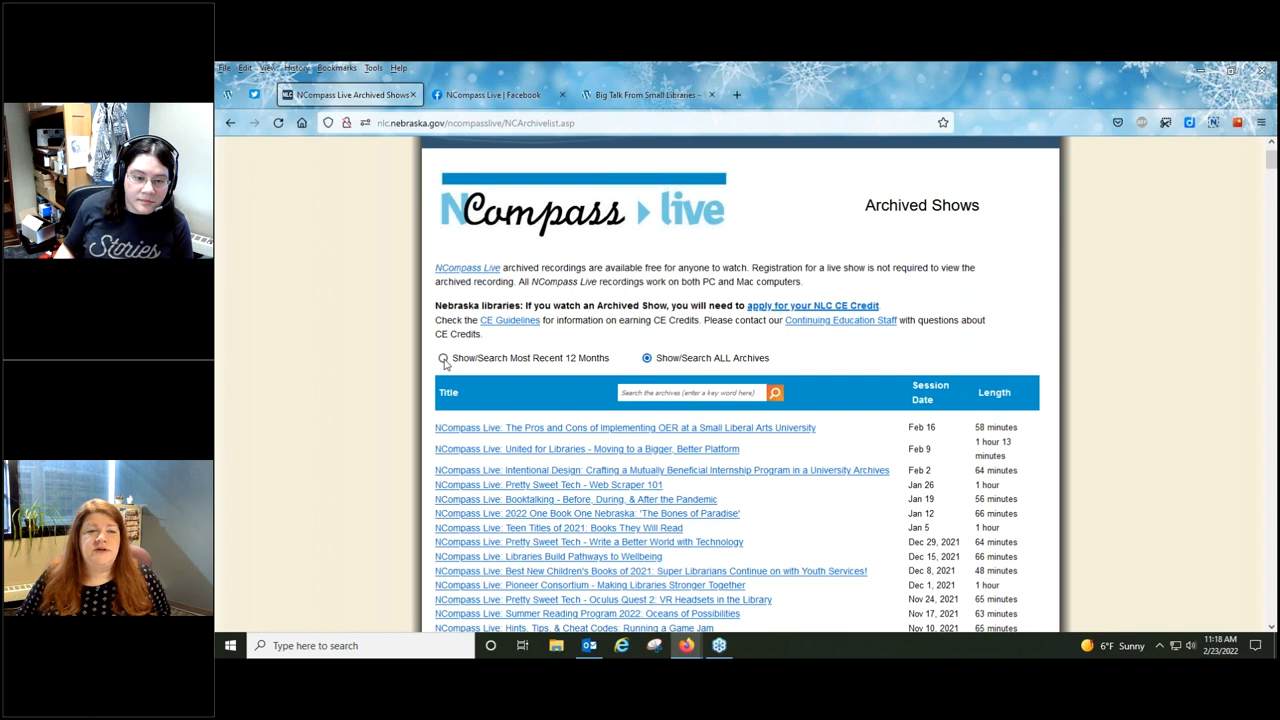 Stories
File Edit View History Bookmarks Tools Help
NCompass Live Archived Shows
NCompass Live | Facebook
Big Talk From Small Libraries –
nlc.nebraska.gov/ncompasslive/NCArchivelist.asp
NCompass live
Archived Shows
NCompass Live archived recordings are available free for anyone to watch. Registration for a live show is not required to view the
archived recording. All NCompass Live recordings work on both PC and Mac computers.
Nebraska libraries: If you watch an Archived Show, you will need to apply for your NLC CE Credit.
Check the CE Guidelines for information on earning CE Credits. Please contact our Continuing Education Staff with questions about
CE Credits.
Show/Search Most Recent 12 Months Show/Search ALL Archives
Title Search the archives (enter a key word here) Session Date Length
NCompass Live: The Pros and Cons of Implementing OER at a Small Liberal Arts University Feb 16 58 minutes
NCompass Live: United for Libraries - Moving to a Bigger, Better Platform Feb 9 1 hour 13 minutes
NCompass Live: Intentional Design: Crafting a Mutually Beneficial Internship Program in a University Archives Feb 2 64 minutes
NCompass Live: Pretty Sweet Tech - Web Scraper 101 Jan 26 1 hour
NCompass Live: Booktalking - Before, During, & After the Pandemic Jan 19 56 minutes
NCompass Live: 2022 One Book One Nebraska: 'The Bones of Paradise' Jan 12 66 minutes
NCompass Live: Teen Titles of 2021: Books They Will Read Jan 5 1 hour
NCompass Live: Pretty Sweet Tech - Write a Better World with Technology Dec 29, 2021 64 minutes
NCompass Live: Libraries Build Pathways to Wellbeing Dec 15, 2021 66 minutes
NCompass Live: Best New Children's Books of 2021: Super Librarians Continue on with Youth Services! Dec 8, 2021 48 minutes
NCompass Live: Pioneer Consortium - Making Libraries Stronger Together Dec 1, 2021 1 hour
NCompass Live: Pretty Sweet Tech - Oculus Quest 2: VR Headsets in the Library Nov 24, 2021 65 minutes
NCompass Live: Summer Reading Program 2022: Oceans of Possibilities Nov 17, 2021 63 minutes
NCompass Live: Hints, Tips, & Cheat Codes: Running a Game Jam Nov 10, 2021 65 minutes
Type here to search
6°F Sunny
11:18 AM
2/23/2022